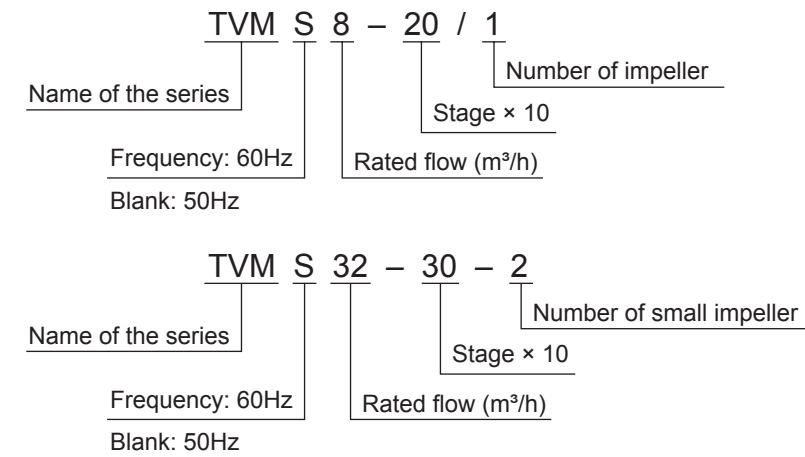 TVM S 8 – 20 / 1
Number of impeller
Name of the series
Stage × 10
Frequency: 60Hz
Rated flow (m³/h)
Blank: 50Hz
TVM S 32 – 30 – 2
Number of small impeller
Name of the series
Stage × 10
Frequency: 60Hz
Rated flow (m³/h)
Blank: 50Hz